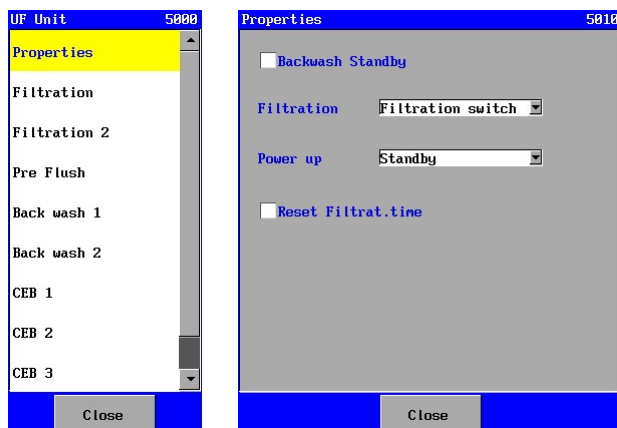 UF Unit 5000
Properties
Filtration
Filtration 2
Pre Flush
Back wash 1
Back wash 2
CEB 1
CEB 2
CEB 3
Close
Properties 5010
Backwash Standby
Filtration Filtration switch
Power up Standby
Reset Filtrat.time
Close